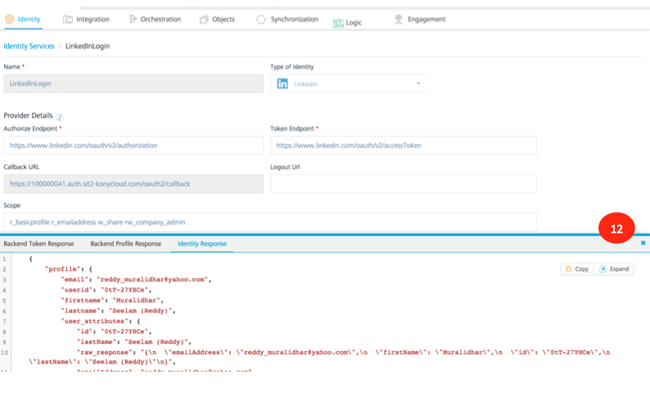 Identity Integration Orchestration Objects Synchronization Logic Engagement
Identity Services / LinkedInLogin
Name * Type of Identity
LinkedInLogin LinkedIn
Provider Details ?
Authorize Endpoint * Token Endpoint *
https://www.linkedin.com/oauth/v2/authorization https://www.linkedin.com/oauth/v2/accessToken
Callback URL Logout Url
https://100000041.auth.sit2-konycloud.com/oauth2/callback
Scope
r_basicprofile r_emailaddress w_share rw_company_admin
12
Backend Token Response Backend Profile Response Identity Response
Copy Expand
1 {
2 "profile": {
3 "email": "reddy_muralidhar@yahoo.com",
4 "userid": "0tT-27YHCe",
5 "firstname": "Muralidhar",
6 "lastname": "Seelam (Reddy)",
7 "user_attributes": {
8 "id": "0tT-27YHCe",
9 "lastName": "Seelam (Reddy)",
10 "raw_response": "{\n \"emailAddress\": \"reddy_muralidhar@yahoo.com\",\n \"firstName\": \"Muralidhar\",\n \"id\": \"0tT-27YHCe\",\n
\"lastName\": \"Seelam (Reddy)\"\n}",